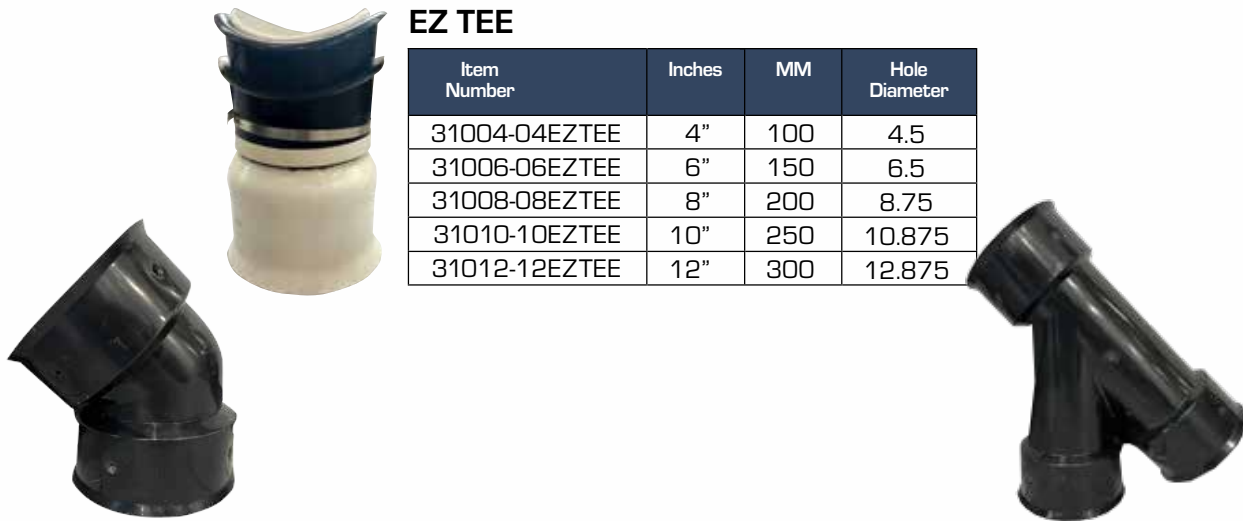 EZ TEE
Item Number Inches MM Hole Diameter
31004-04EZTEE 4” 100 4.5
31006-06EZTEE 6” 150 6.5
31008-08EZTEE 8” 200 8.75
31010-10EZTEE 10” 250 10.875
31012-12EZTEE 12” 300 12.875